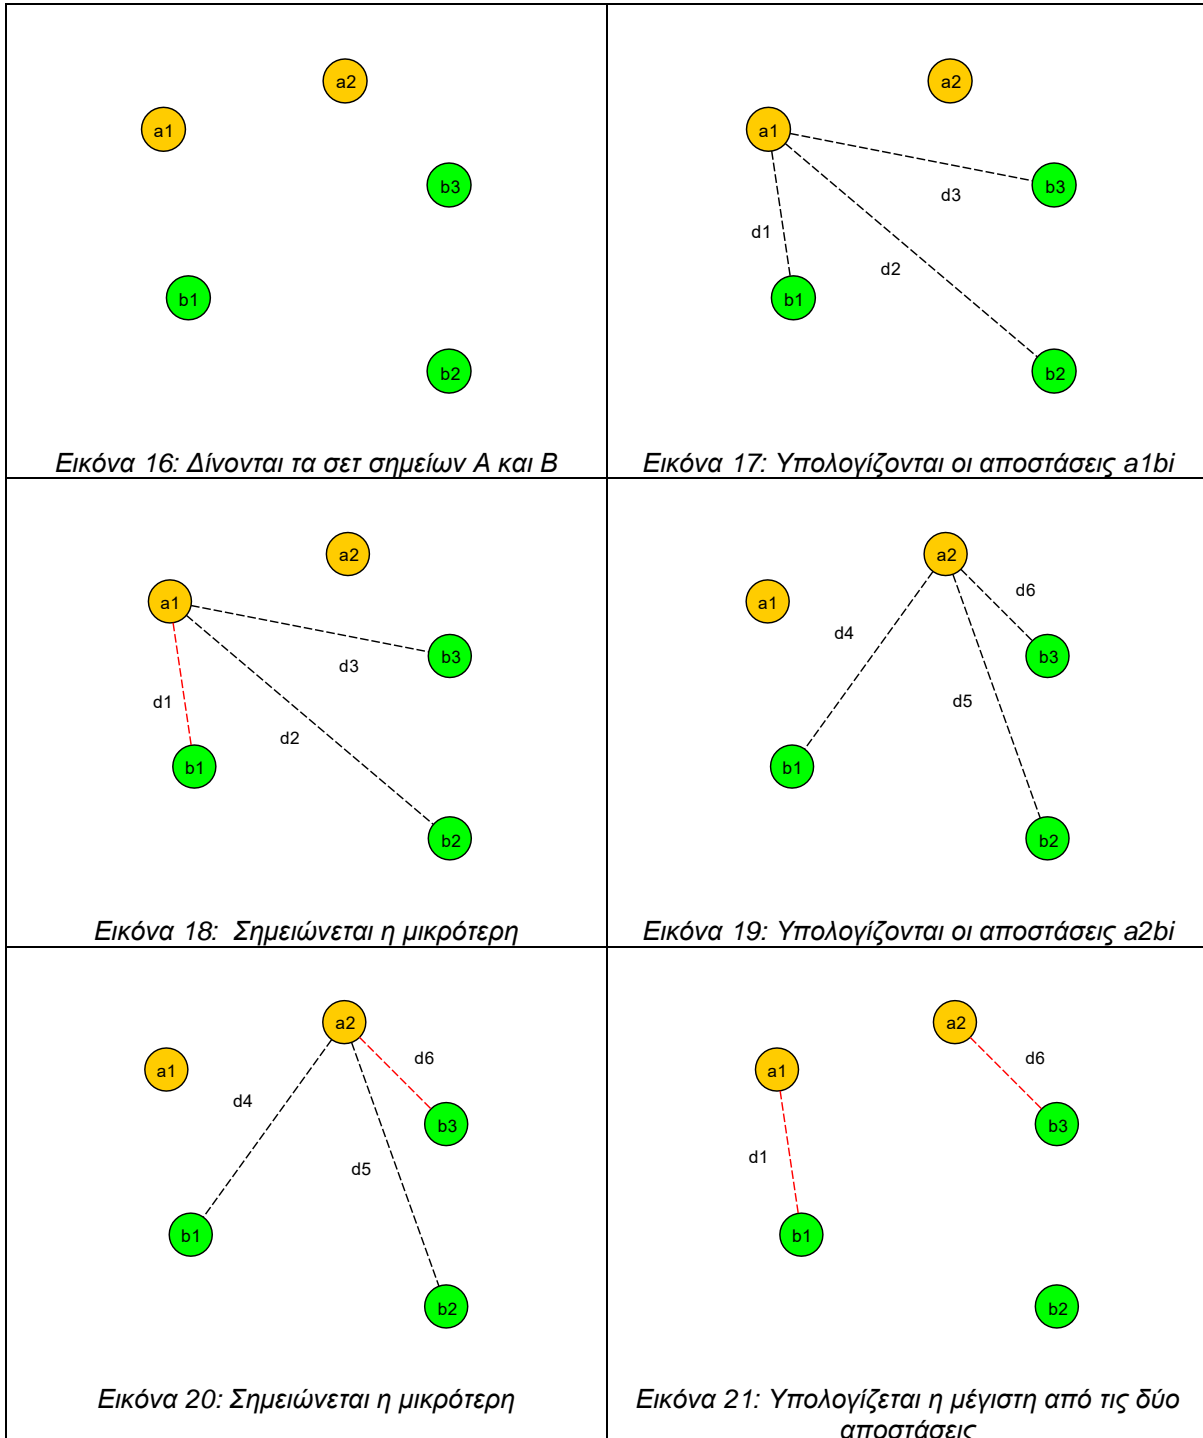 a2
a1
b3
b1
b2
Εικόνα 16: Δίνονται τα σετ σημείων Α και Β
a2
a1
b3
d3
d1
d2
b1
b2
Εικόνα 17: Υπολογίζονται οι αποστάσεις a1bi
a2
a1
b3
d3
d1
d2
b1
b2
Εικόνα 18: Σημειώνεται η μικρότερη
a2
d6
a1
d4
b3
d5
b1
b2
Εικόνα 19: Υπολογίζονται οι αποστάσεις a2bi
a2
d6
a1
d4
b3
d5
b1
b2
Εικόνα 20: Σημειώνεται η μικρότερη
a2
d6
a1
b3
d1
b1
b2
Εικόνα 21: Υπολογίζεται η μέγιστη από τις δύο
αποστάσεις